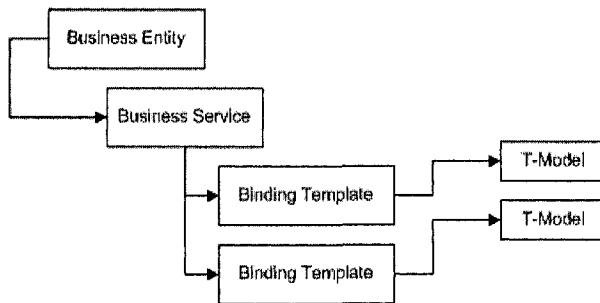 Business Entity
Business Service
Binding Template
T-Model
Binding Template
T-Model